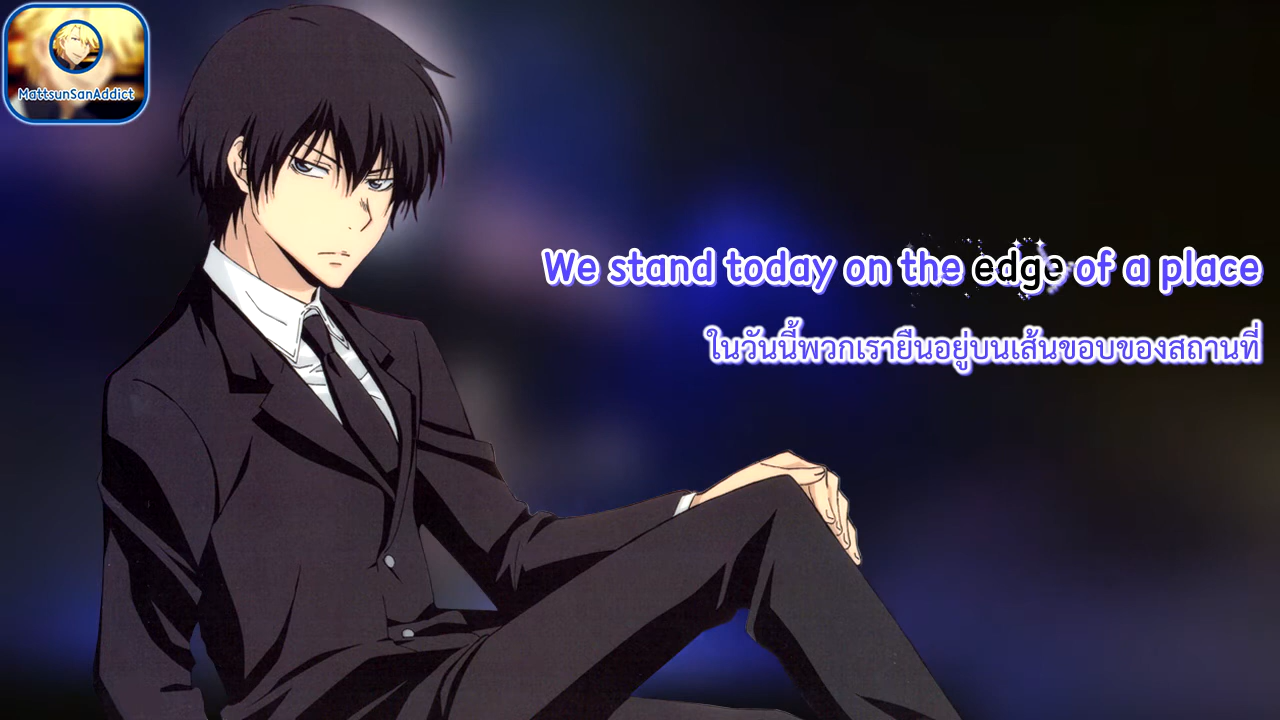 MattsunSanAddict
We stand today on the edge of a place
ในวันนี้พวกเรายืนอยู่บนเส้นขอบของสถานที่